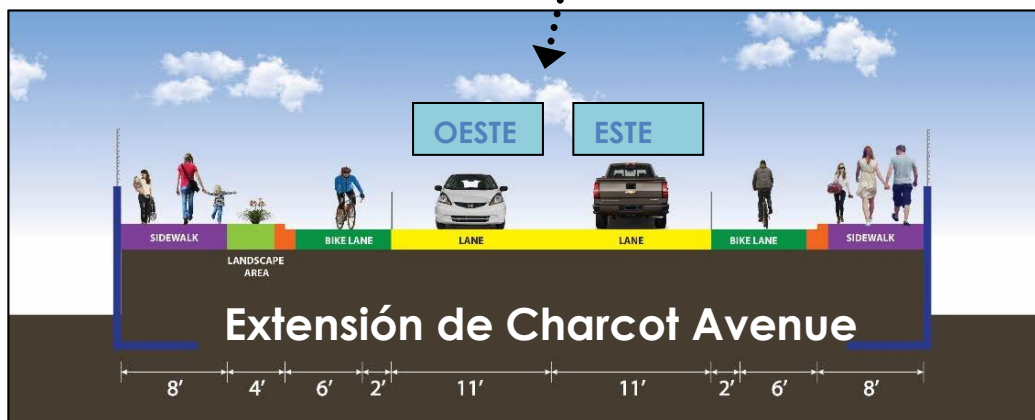 OESTE ESTE
SIDEWALK BIKE LANE LANE LANE BIKE LANE SIDEWALK
LANDSCAPE
AREA
Extensión de Charcot Avenue
8' 4' 6' 2' 11' 11' 2' 6' 8'